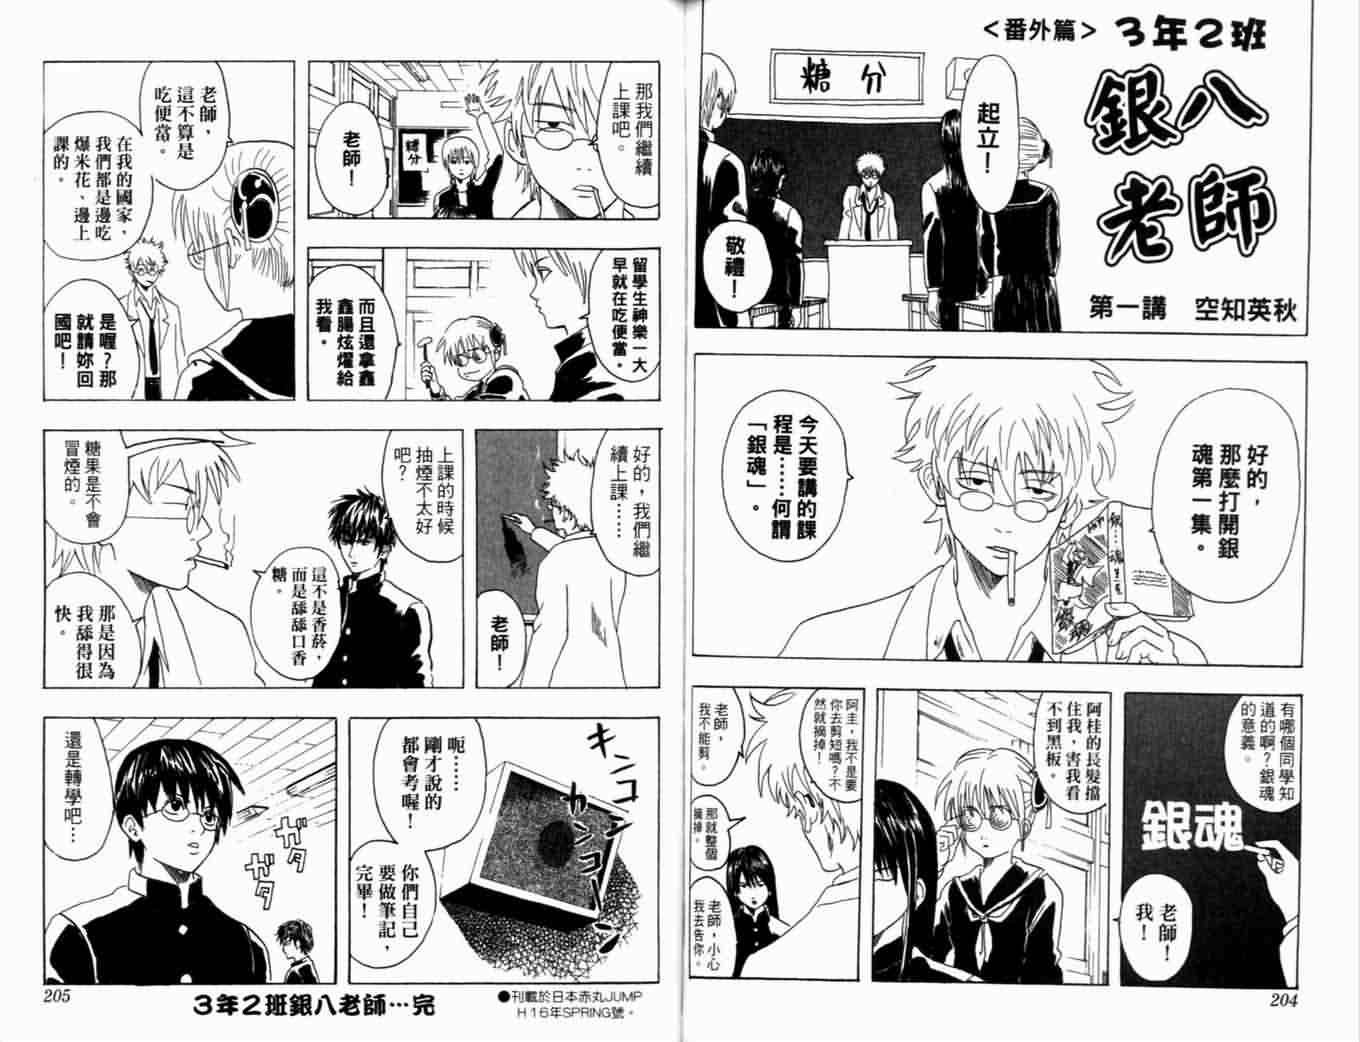 ＜番外篇＞ 3年2班
銀八
老師
第一講　空知英秋
糖分
起立！
敬禮！
好的，
那麼打開銀
魂第一集。
今天要講的課
程是……何謂
「銀魂」。
有哪個同學知
道的啊？銀魂
的意義。
銀魂
老師！
我！
阿桂的長髮擋
住我，害我看
不到黑板。
阿圭，我不是要
你去剪短嗎？不
然就摘掉！
老師，
我不能剪。
那就整個
摘掉。
老師，小心
我去告你。
204
那我們繼續
上課吧。
老師！
糖分
留學生神樂一大
早就在吃便當。
而且還拿鑫
鑫腸炫耀給
我看。
老師，
這不算是
吃便當。
在我的國家，
我們都是邊吃
爆米花、邊上
課的。
是喔？那
就請妳回
國吧！
好的，我們繼
續上課……
老師！
上課的時候
抽煙不太好
吧？
這不是香菸，
而是舔舔口香
糖。
糖果是不會
冒煙的。
那是因為
我舔得很
快。
キンコ
カンコーン
呃……
剛才說的
都會考喔！
你們自己
要做筆記，
完畢！
ガタ
ガタ
還是轉學吧…
205
3年2班銀八老師…完
●刊載於日本赤丸JUMP
H16年SPRING號。